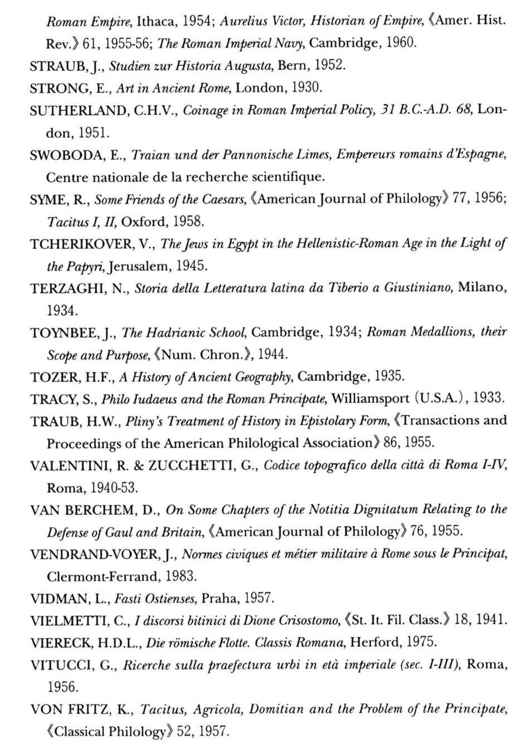 Roman Empire, Ithaca, 1954; Aurelius Victor, Historian of Empire, 《Amer. Hist.
Rev.》 61, 1955-56; The Roman Imperial Navy, Cambridge, 1960.
STRAUB, J., Studien zur Historia Augusta, Bern, 1952.
STRONG, E., Art in Ancient Rome, London, 1930.
SUTHERLAND, C.H.V., Coinage in Roman Imperial Policy, 31 B.C.-A.D. 68, Lon-
don, 1951.
SWOBODA, E., Traian und der Pannonische Limes, Empereurs romains d'Espagne,
Centre nationale de la recherche scientifique.
SYME, R., Some Friends of the Caesars, 《American Journal of Philology》 77, 1956;
Tacitus I, II, Oxford, 1958.
TCHERIKOVER, V., The Jews in Egypt in the Hellenistic-Roman Age in the Light of
the Papyri, Jerusalem, 1945.
TERZAGHI, N., Storia della Letteratura latina da Tiberio a Giustiniano, Milano,
1934.
TOYNBEE, J., The Hadrianic School, Cambridge, 1934; Roman Medallions, their
Scope and Purpose, 《Num. Chron.》, 1944.
TOZER, H.F., A History of Ancient Geography, Cambridge, 1935.
TRACY, S., Philo Iudaeus and the Roman Principate, Williamsport (U.S.A.), 1933.
TRAUB, H.W., Pliny's Treatment of History in Epistolary Form, 《Transactions and
Proceedings of the American Philological Association》 86, 1955.
VALENTINI, R. & ZUCCHETTI, G., Codice topografico della città di Roma I-IV,
Roma, 1940-53.
VAN BERCHEM, D., On Some Chapters of the Notitia Dignitatum Relating to the
Defense of Gaul and Britain, 《American Journal of Philology》 76, 1955.
VENDRAND-VOYER, J., Normes civiques et métier militaire à Rome sous le Principat,
Clermont-Ferrand, 1983.
VIDMAN, L., Fasti Ostienses, Praha, 1957.
VIELMETTI, C., I discorsi bitinici di Dione Crisostomo, 《St. It. Fil. Class.》 18, 1941.
VIERECK, H.D.L., Die römische Flotte. Classis Romana, Herford, 1975.
VITUCCI, G., Ricerche sulla praefectura urbi in età imperiale (sec. I-III), Roma,
1956.
VON FRITZ, K., Tacitus, Agricola, Domitian and the Problem of the Principate,
《Classical Philology》 52, 1957.